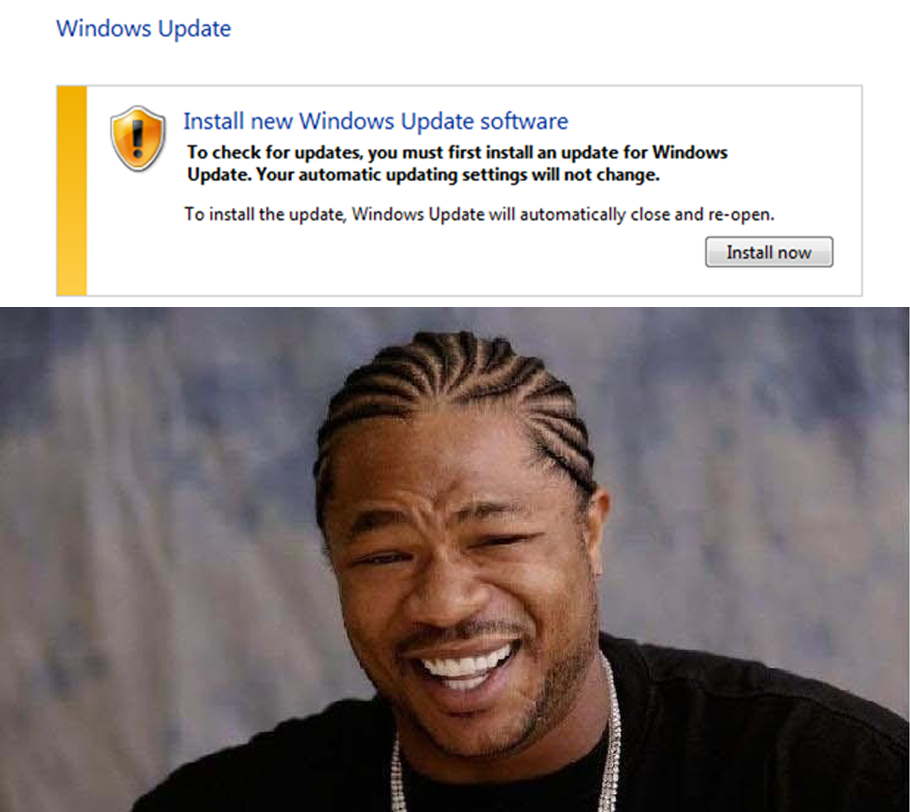 Windows Update
Install new Windows Update software
To check for updates, you must first install an update for Windows
Update. Your automatic updating settings will not change.
To install the update, Windows Update will automatically close and re-open.
Install now